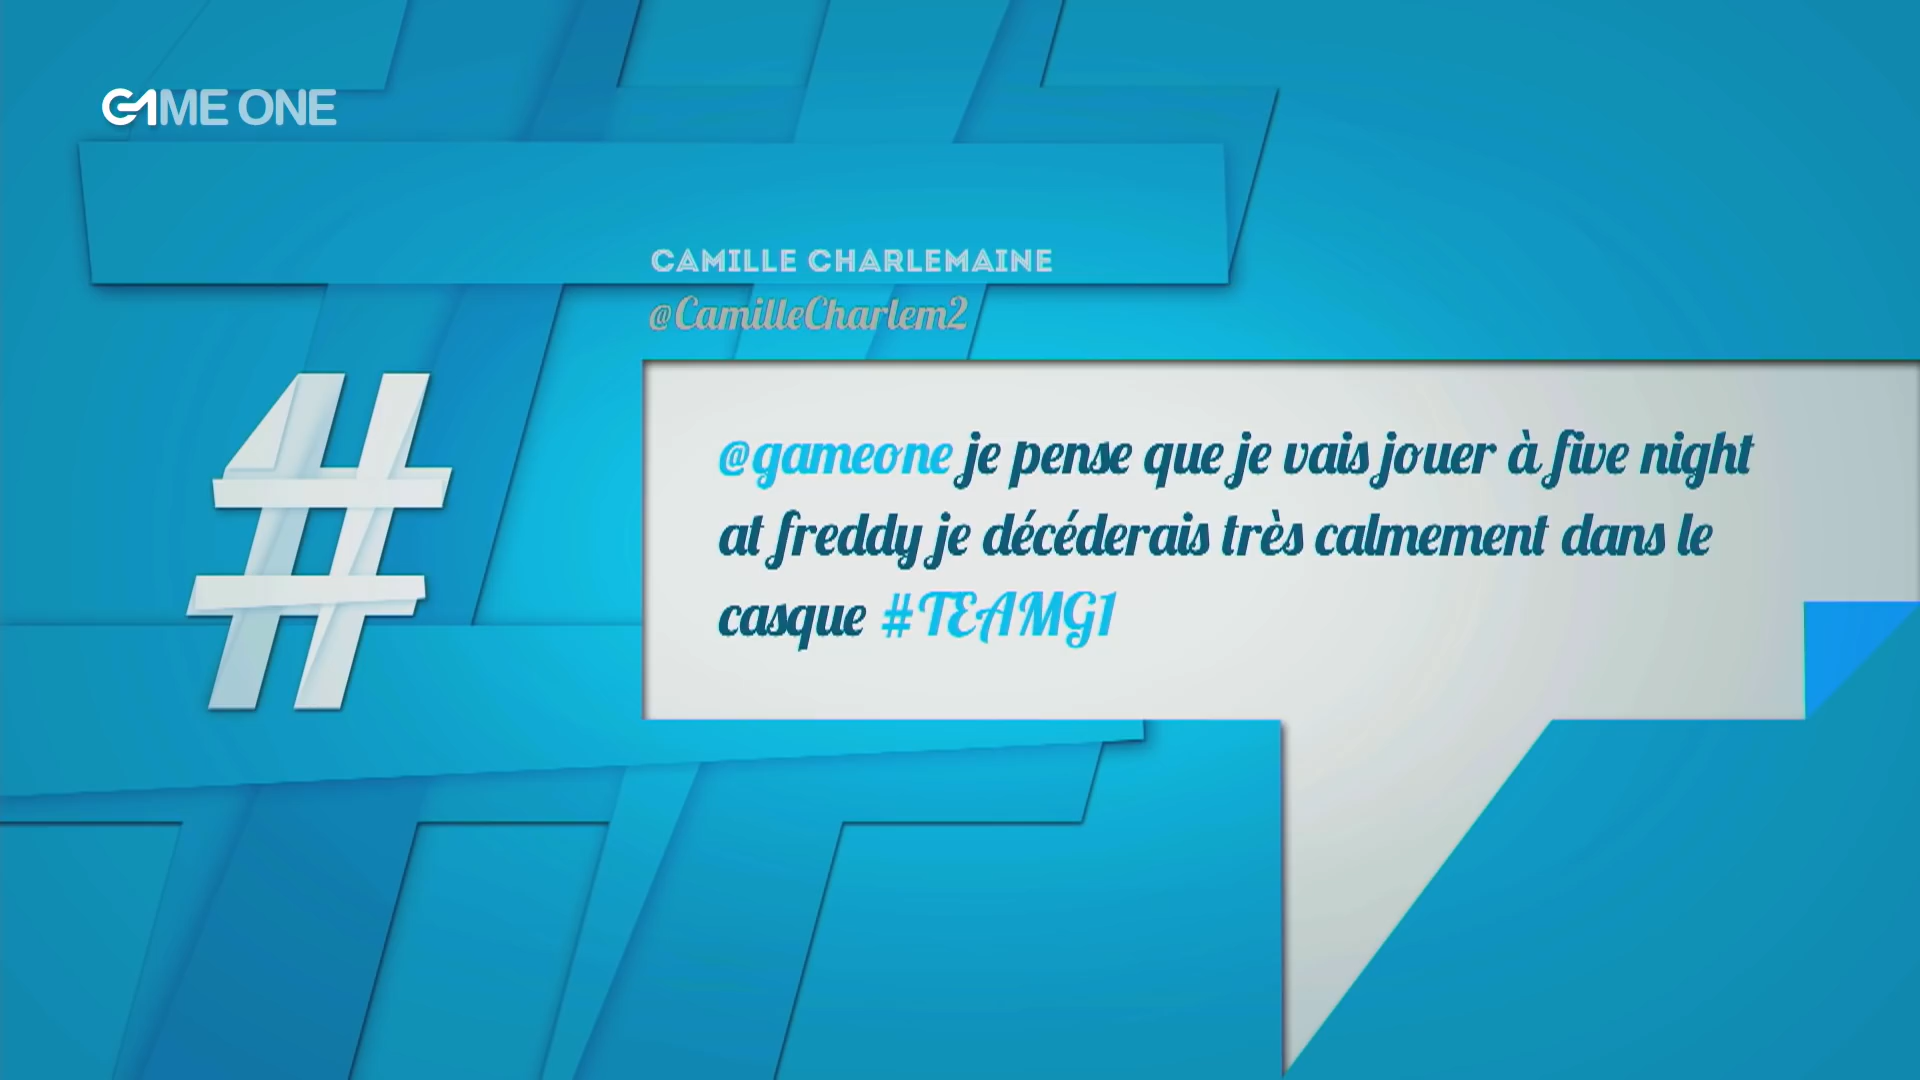 GAME ONE
CAMILLE CHARLEMAINE
@CamilleCharlem2
@gameone je pense que je vais jouer à five night
at freddy je décéderais très calmement dans le
casque #TEAMG1